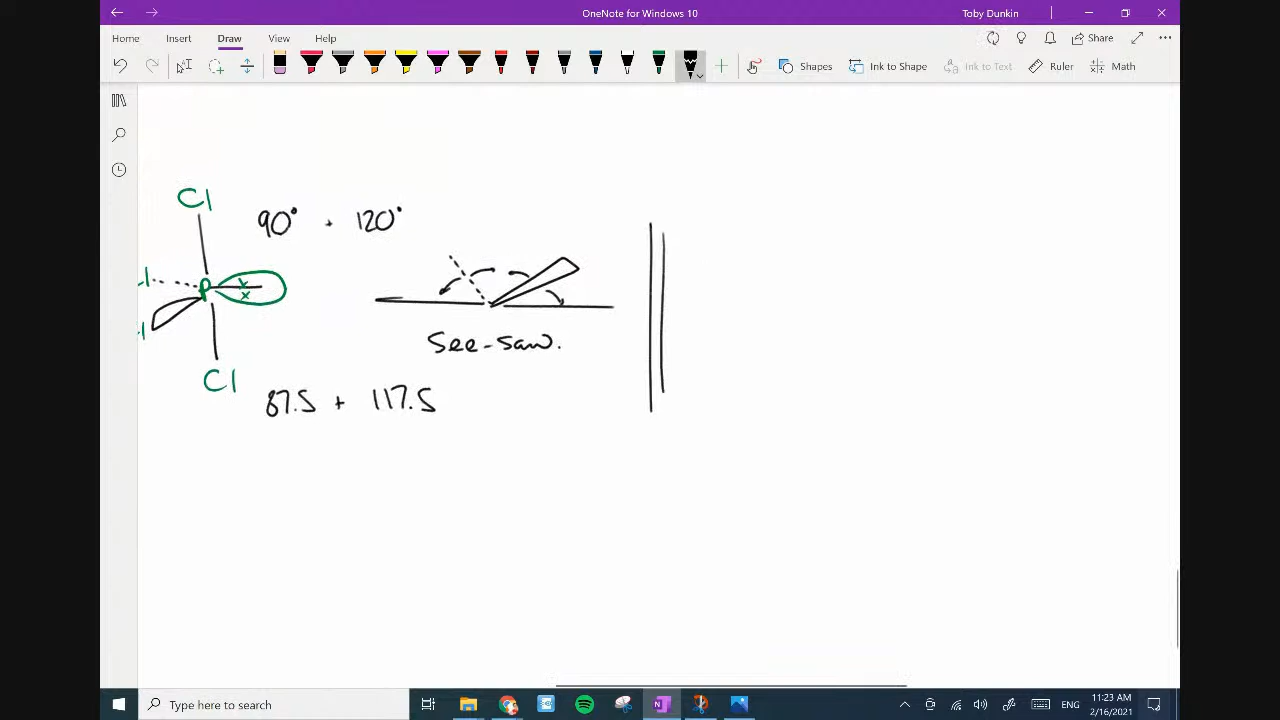 OneNote for Windows 10
Toby Dunkin
Home Insert Draw View Help
Share
Shapes Ink to Shape Ink to Text Ruler Math
Cl
90° + 120°
P
x
x
See-saw.
Cl
87.5 + 117.5
Type here to search
ENG
11:23 AM
2/16/2021